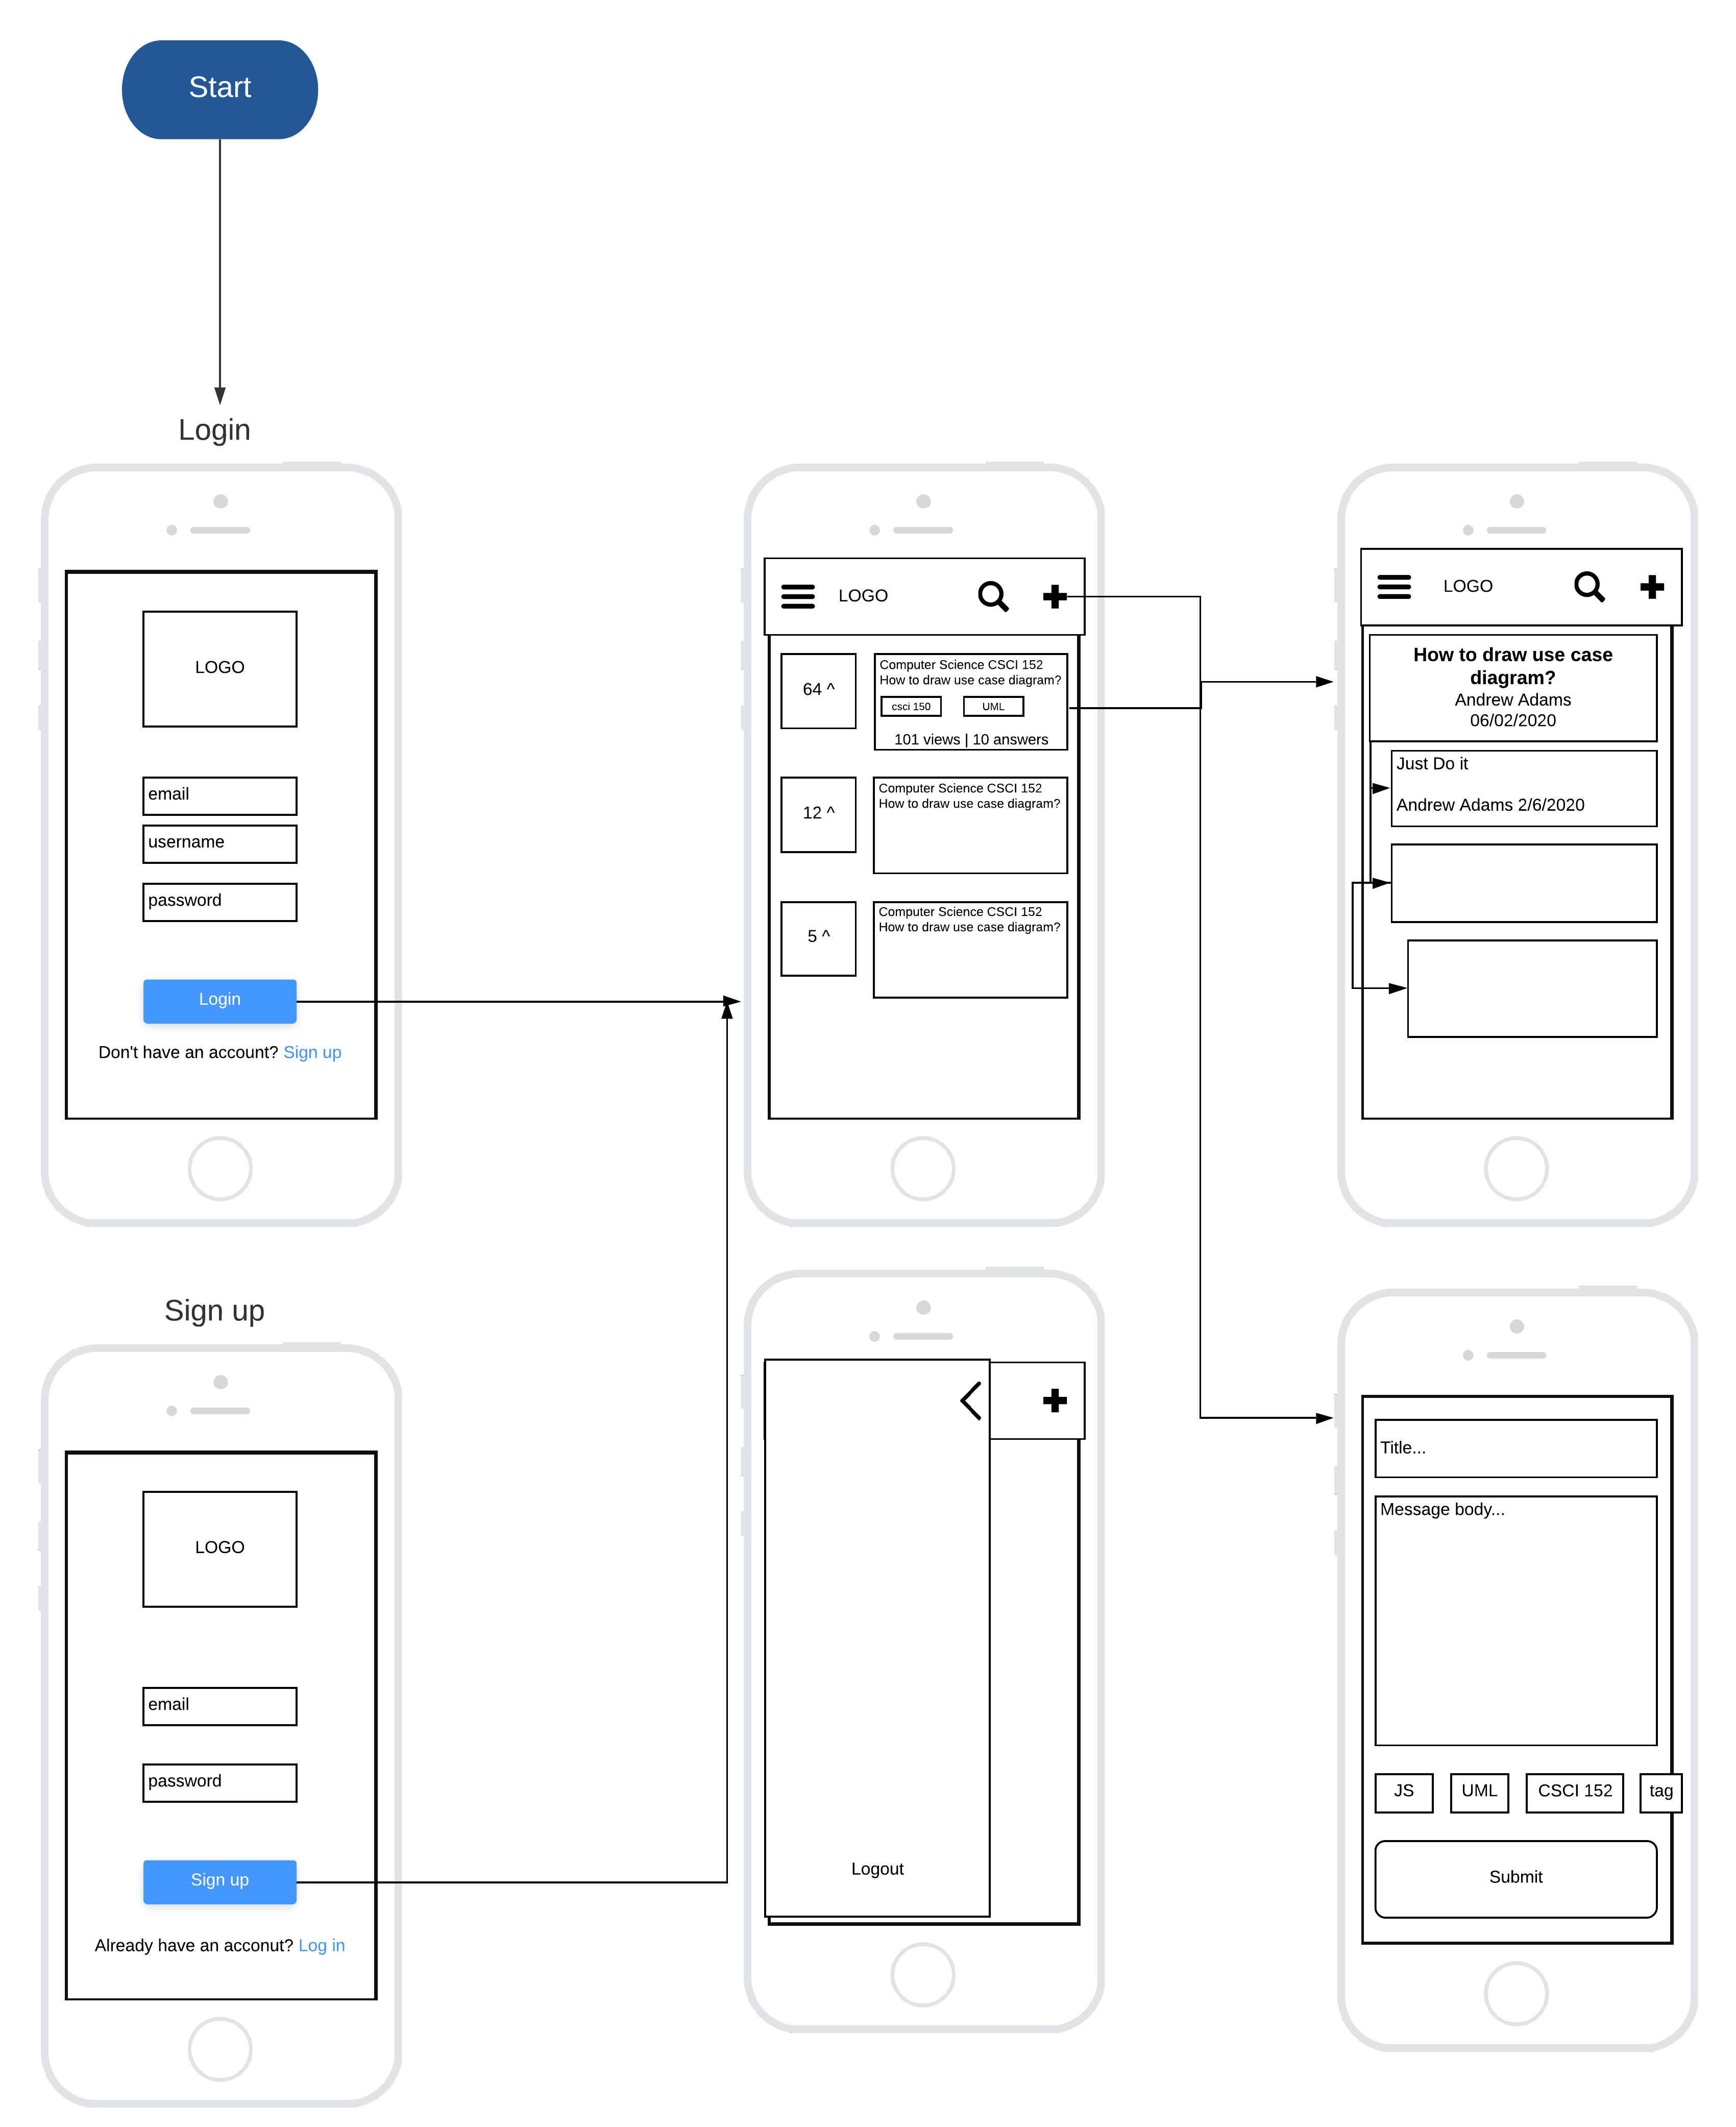 Start
Login
LOGO
email
username
password
Login
Don't have an account? Sign up
LOGO
64 ^
Computer Science CSCI 152
How to draw use case diagram?
csci 150
UML
101 views | 10 answers
12 ^
Computer Science CSCI 152
How to draw use case diagram?
5 ^
Computer Science CSCI 152
How to draw use case diagram?
LOGO
How to draw use case
diagram?
Andrew Adams
06/02/2020
Just Do it
Andrew Adams 2/6/2020
Sign up
LOGO
email
password
Sign up
Already have an acconut? Log in
Logout
Title...
Message body...
JS
UML
CSCI 152
tag
Submit